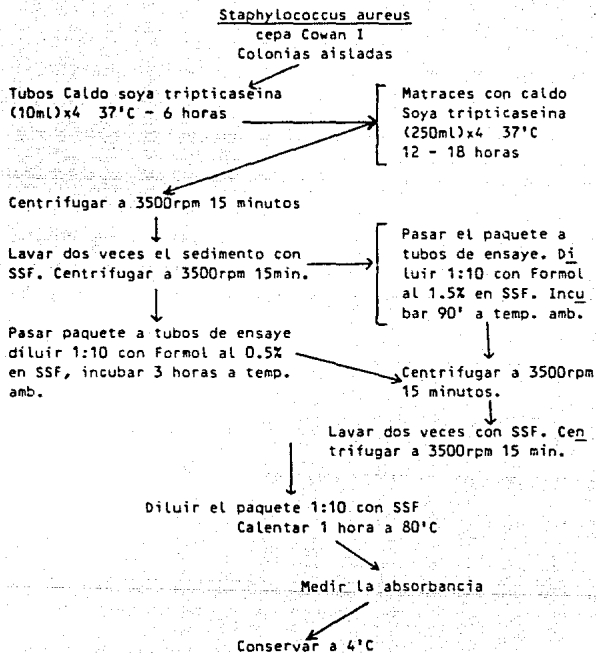 Staphylococcus aureus
cepa Cowan I
Colonias aisladas
Tubos Caldo soya tripticaseina
(10ml)x4 37'C - 6 horas
Matraces con caldo
Soya tripticaseina
(250ml)x4 37'C
12 - 18 horas
Centrifugar a 3500rpm 15 minutos
Lavar dos veces el sedimento con
SSF. Centrifugar a 3500rpm 15min.
Pasar el paquete a
tubos de ensaye. Di
luir 1:10 con Formol
al 1.5% en SSF. Incu
bar 90' a temp. amb.
Pasar paquete a tubos de ensaye
diluir 1:10 con Formol al 0.5%
en SSF, incubar 3 horas a temp.
amb.
Centrifugar a 3500rpm
15 minutos.
Lavar dos veces con SSF. Cen
trifugar a 3500rpm 15 min.
Diluir el paquete 1:10 con SSF
Calentar 1 hora a 80'C
Medir la absorbancia
Conservar a 4'C